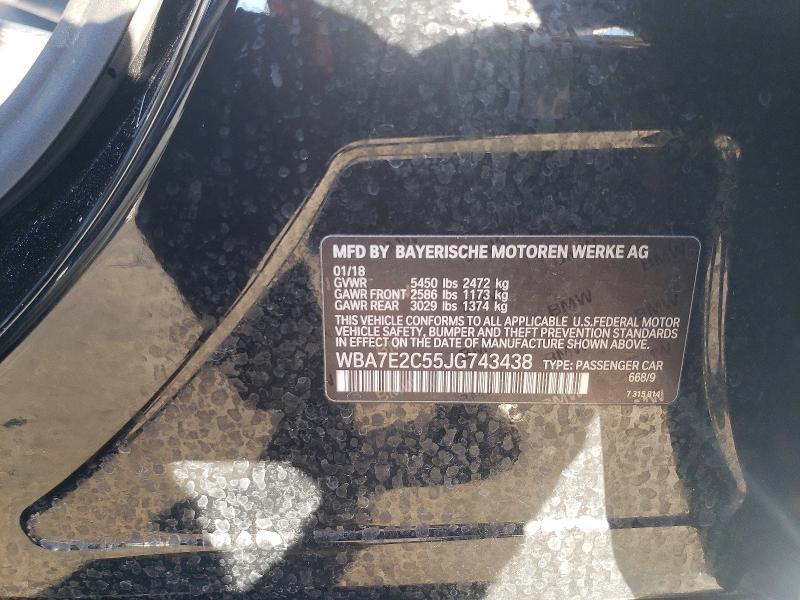 MFD BY BAYERISCHE MOTOREN WERKE AG
01/18
GVWR 5450 lbs 2472 kg
GAWR FRONT 2586 lbs 1173 kg
GAWR REAR 3029 lbs 1374 kg
THIS VEHICLE CONFORMS TO ALL APPLICABLE U.S.FEDERAL MOTOR
VEHICLE SAFETY, BUMPER AND THEFT PREVENTION STANDARDS
IN EFFECT ON THE DATE OF MANUFACTURE SHOWN ABOVE.
WBA7E2C55JG743438 TYPE: PASSENGER CAR
668/9
7 315 814
BMW
BMW
BMW